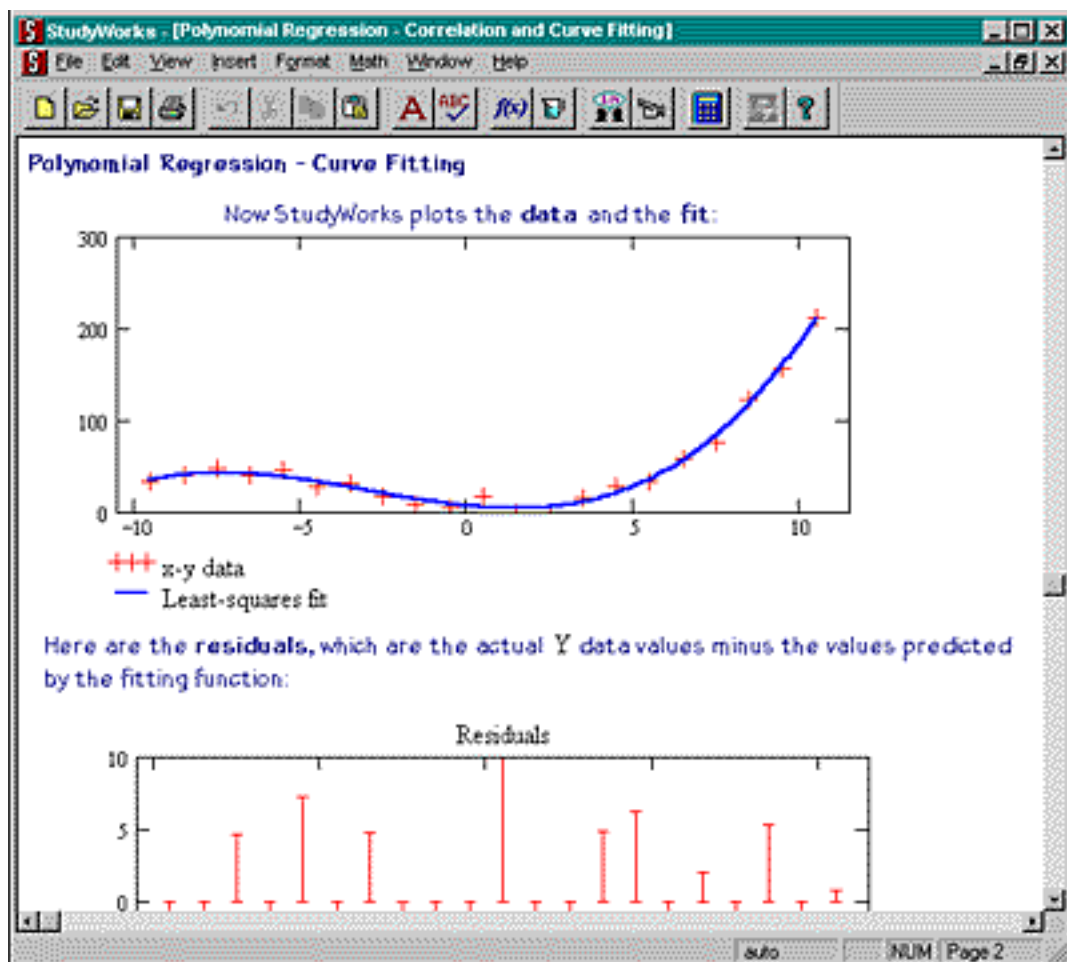 StudyWorks - [Polynomial Regression - Correlation and Curve Fitting]
File Edit View Insert Format Math Window Help
A ABC f(x) ?
Polynomial Regression - Curve Fitting
Now StudyWorks plots the data and the fit:
300
200
100
0
-10 -5 0 5 10
x-y data
Least-squares fit
Here are the residuals, which are the actual Y data values minus the values predicted
by the fitting function:
Residuals
10
5
0
auto NUM Page 2